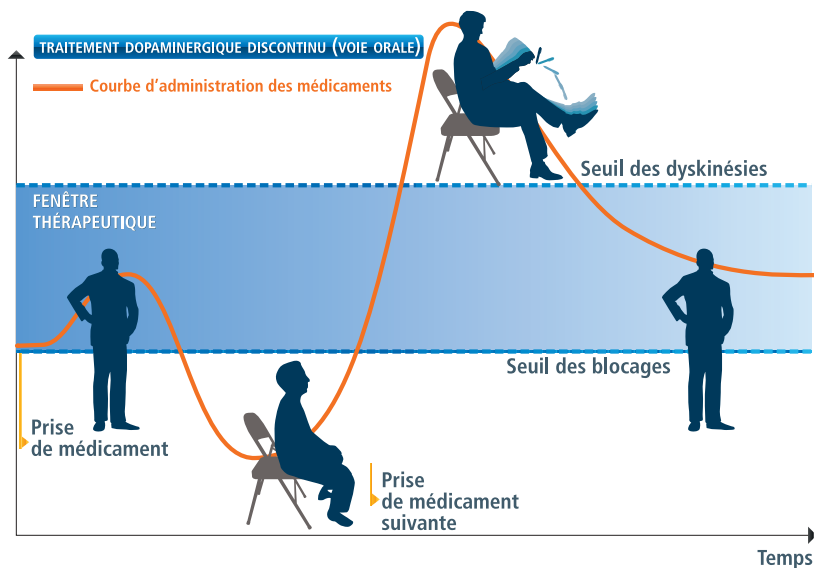 TRAITEMENT DOPAMINERGIQUE DISCONTINU (VOIE ORALE)
Courbe d'administration des médicaments
Seuil des dyskinésies
FENÊTRE
THÉRAPEUTIQUE
Seuil des blocages
Prise
de médicament
Prise
de médicament
suivante
Temps